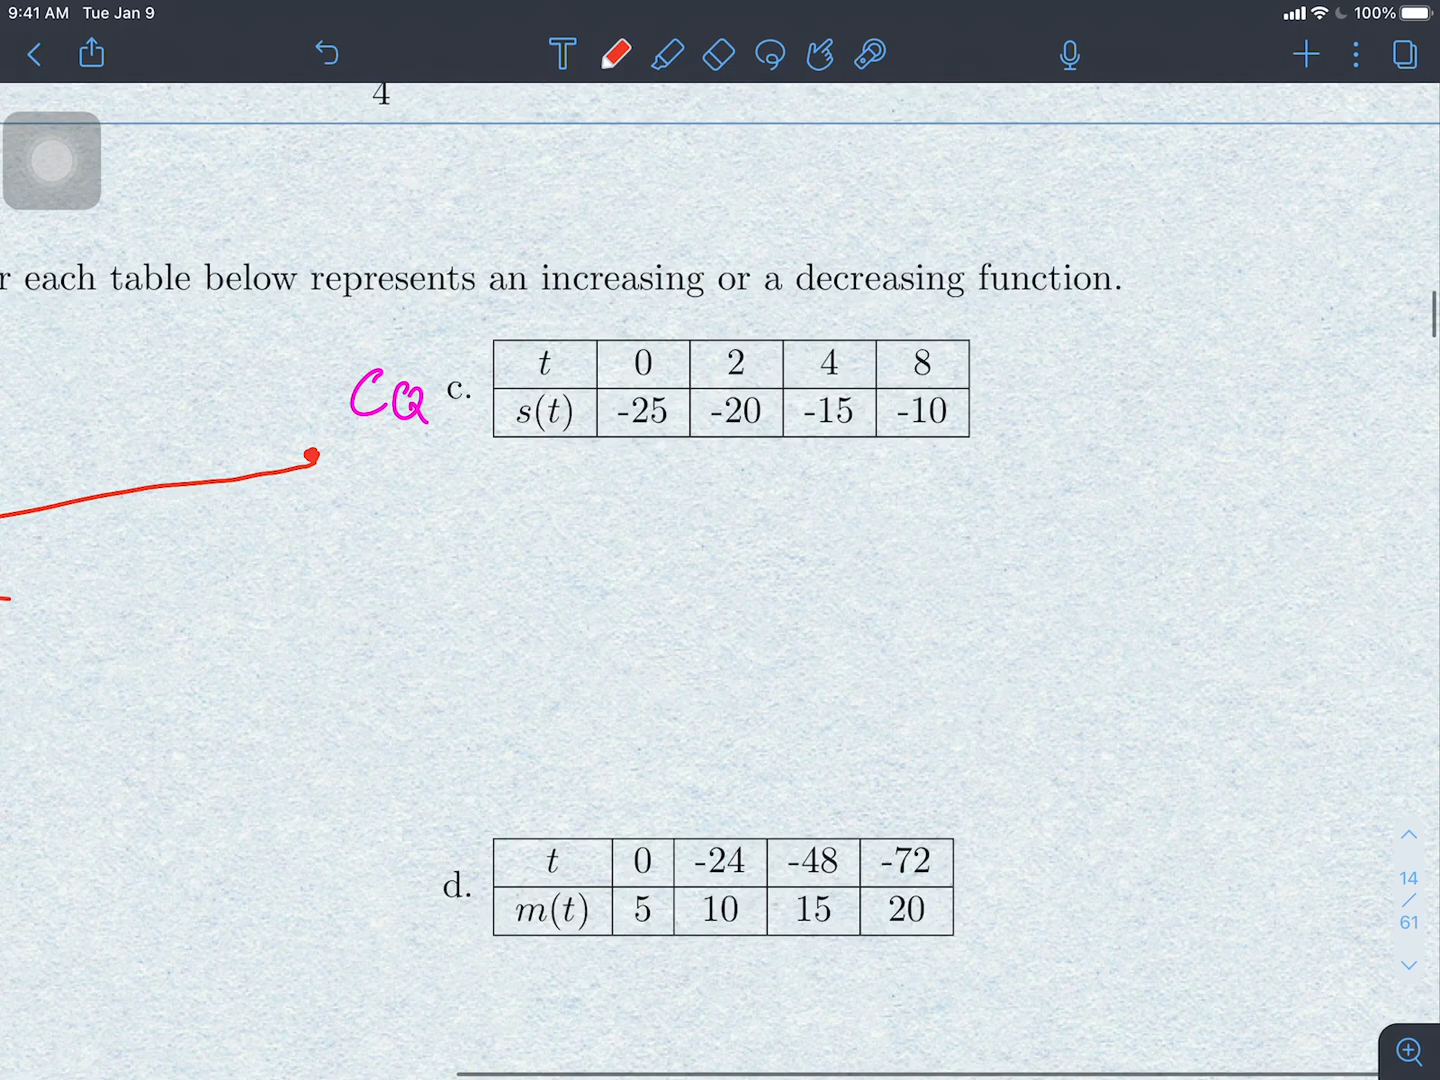 9:41 AM Tue Jan 9
100%
4
r each table below represents an increasing or a decreasing function.
CQ c.
t 0 2 4 8
s(t) -25 -20 -15 -10
d.
t 0 -24 -48 -72
m(t) 5 10 15 20
14
/
61